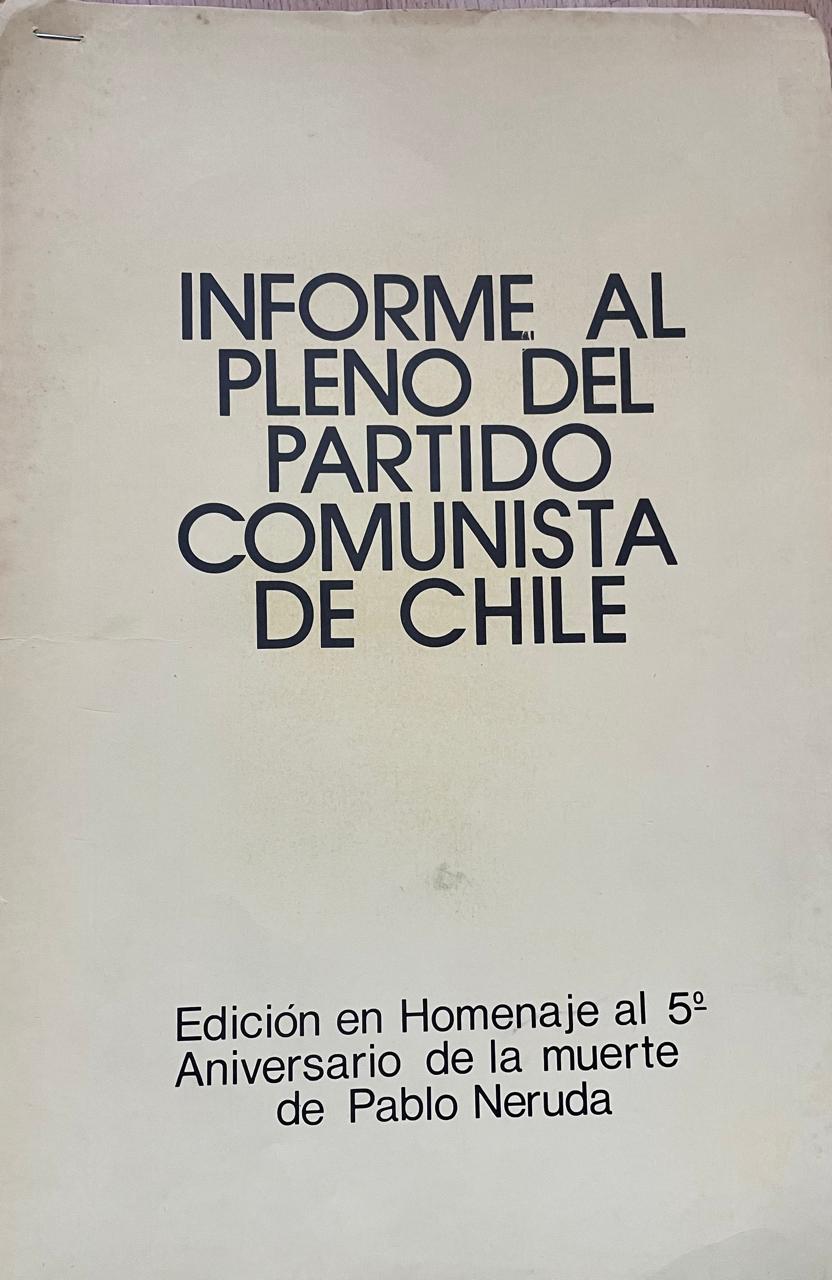 INFORME AL
PLENO DEL
PARTIDO
COMUNISTA
DE CHILE
Edición en Homenaje al 5º
Aniversario de la muerte
de Pablo Neruda